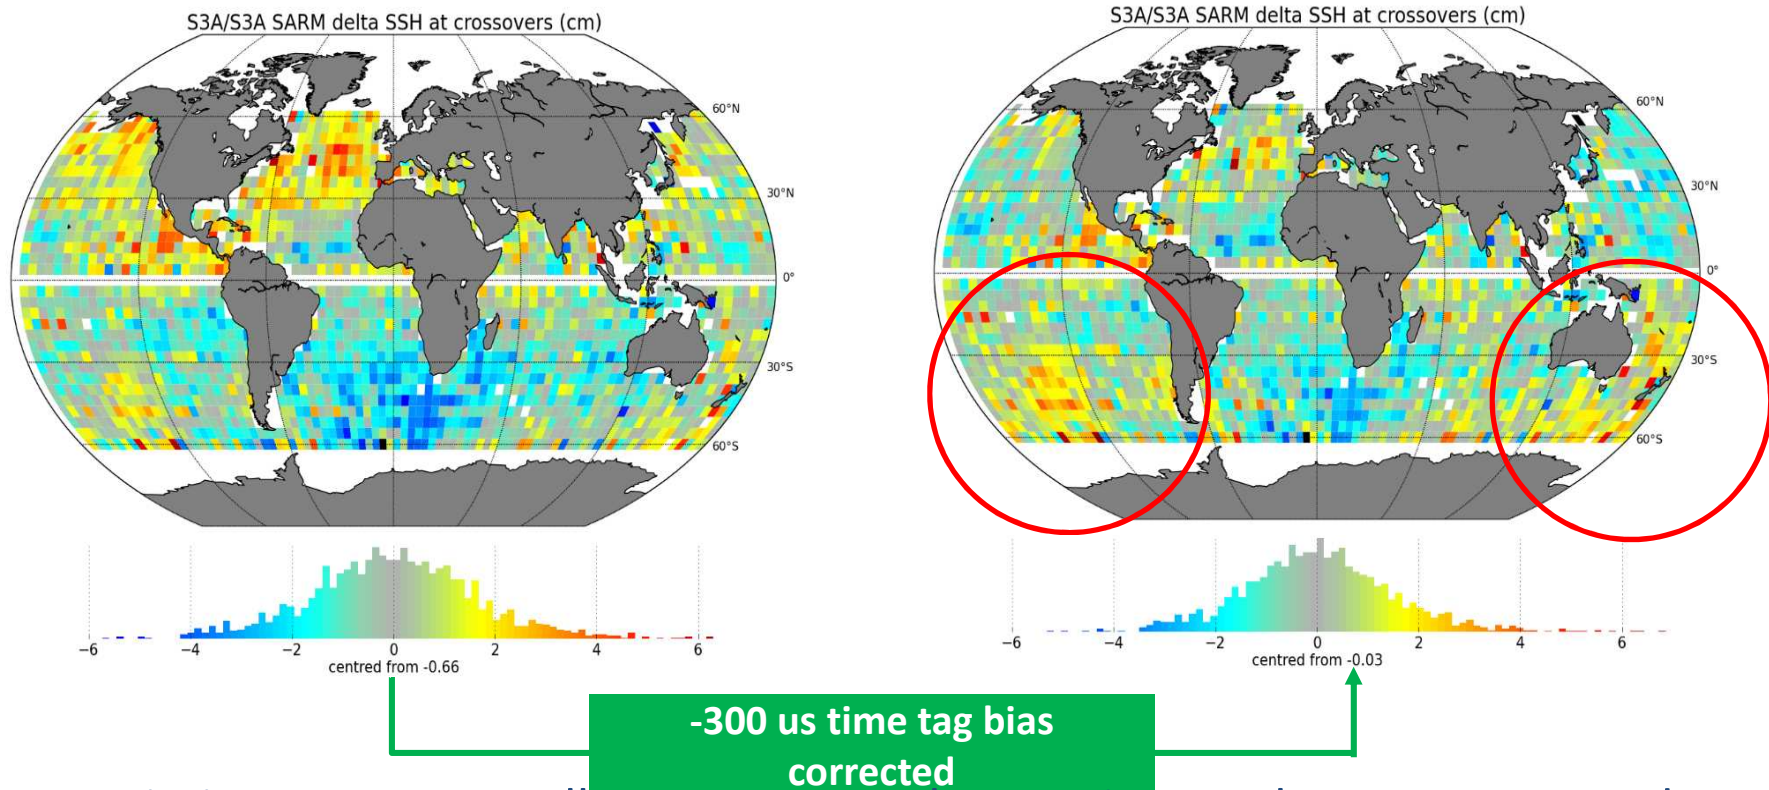 S3A/S3A SARM delta SSH at crossovers (cm)
60°N
30°N
0°
30°S
60°S
−6 −4 −2 0 2 4 6
centred from -0.66
S3A/S3A SARM delta SSH at crossovers (cm)
60°N
30°N
0°
30°S
60°S
−6 −4 −2 0 2 4 6
centred from -0.03
-300 us time tag bias
corrected